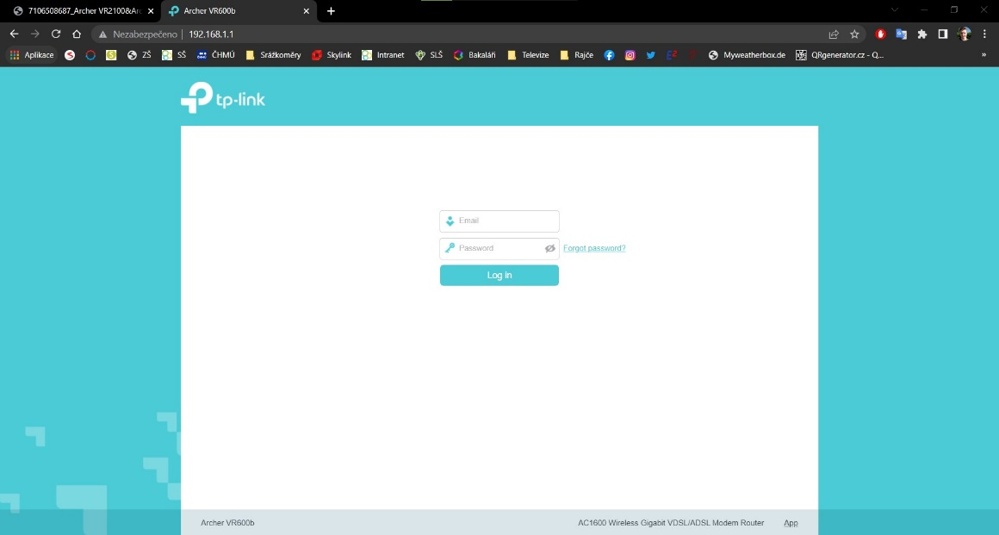 7106508687_Archer VR2100&Arc
Archer VR600b
Nezabezpečeno
192.168.1.1
Aplikace
ZŠ
SŠ
ČHMÚ
Srážkoměry
Skylink
Intranet
SLŠ
Bakaláři
Televize
Rajče
Myweatherbox.de
QRgenerator.cz - Q...
»
tp-link
Email
Password
Forgot password?
Log in
Archer VR600b
AC1600 Wireless Gigabit VDSL/ADSL Modem Router
App